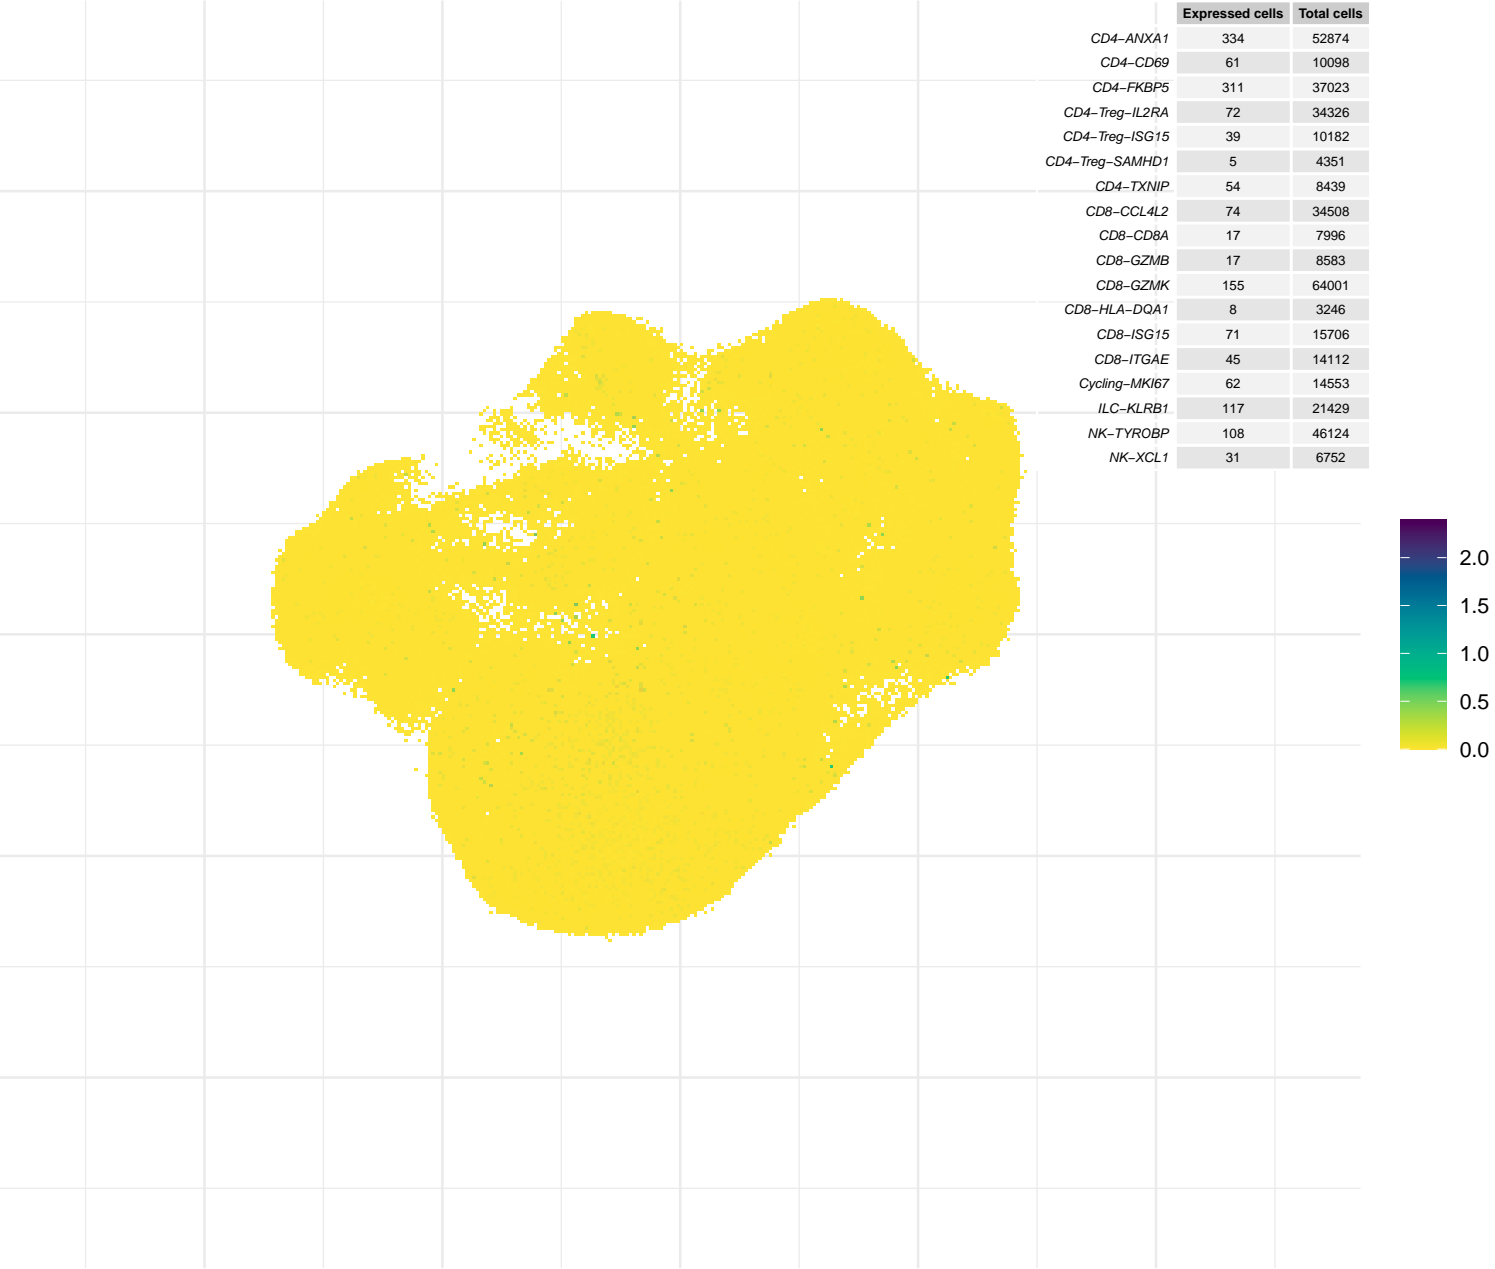 Expressed cells Total cells
CD4−ANXA1 334 52874
CD4−CD69 61 10098
CD4−FKBP5 311 37023
CD4−Treg−IL2RA 72 34326
CD4−Treg−ISG15 39 10182
CD4−Treg−SAMHD1 5 4351
CD4−TXNIP 54 8439
CD8−CCL4L2 74 34508
CD8−CD8A 17 7996
CD8−GZMB 17 8583
CD8−GZMK 155 64001
CD8−HLA−DQA1 8 3246
CD8−ISG15 71 15706
CD8−ITGAE 45 14112
Cycling−MKI67 62 14553
ILC−KLRB1 117 21429
NK−TYROBP 108 46124
NK−XCL1 31 6752
2.0
1.5
1.0
0.5
0.0